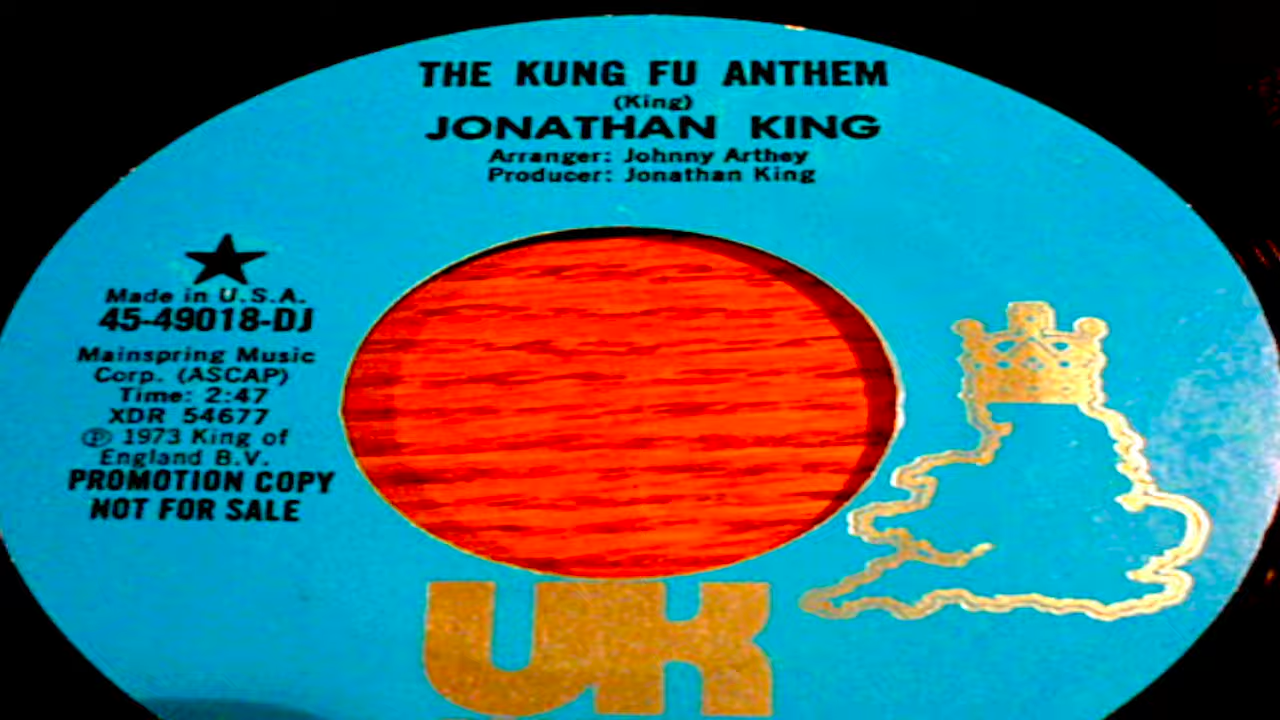 THE KUNG FU ANTHEM
(King)
JONATHAN KING
Arranger: Johnny Arthey
Producer: Jonathan King
Made in U.S.A.
45-49018-DJ
Mainspring Music
Corp. (ASCAP)
Time: 2:47
XDR 54677
Ⓟ 1973 King of
England B.V.
PROMOTION COPY
NOT FOR SALE
UK